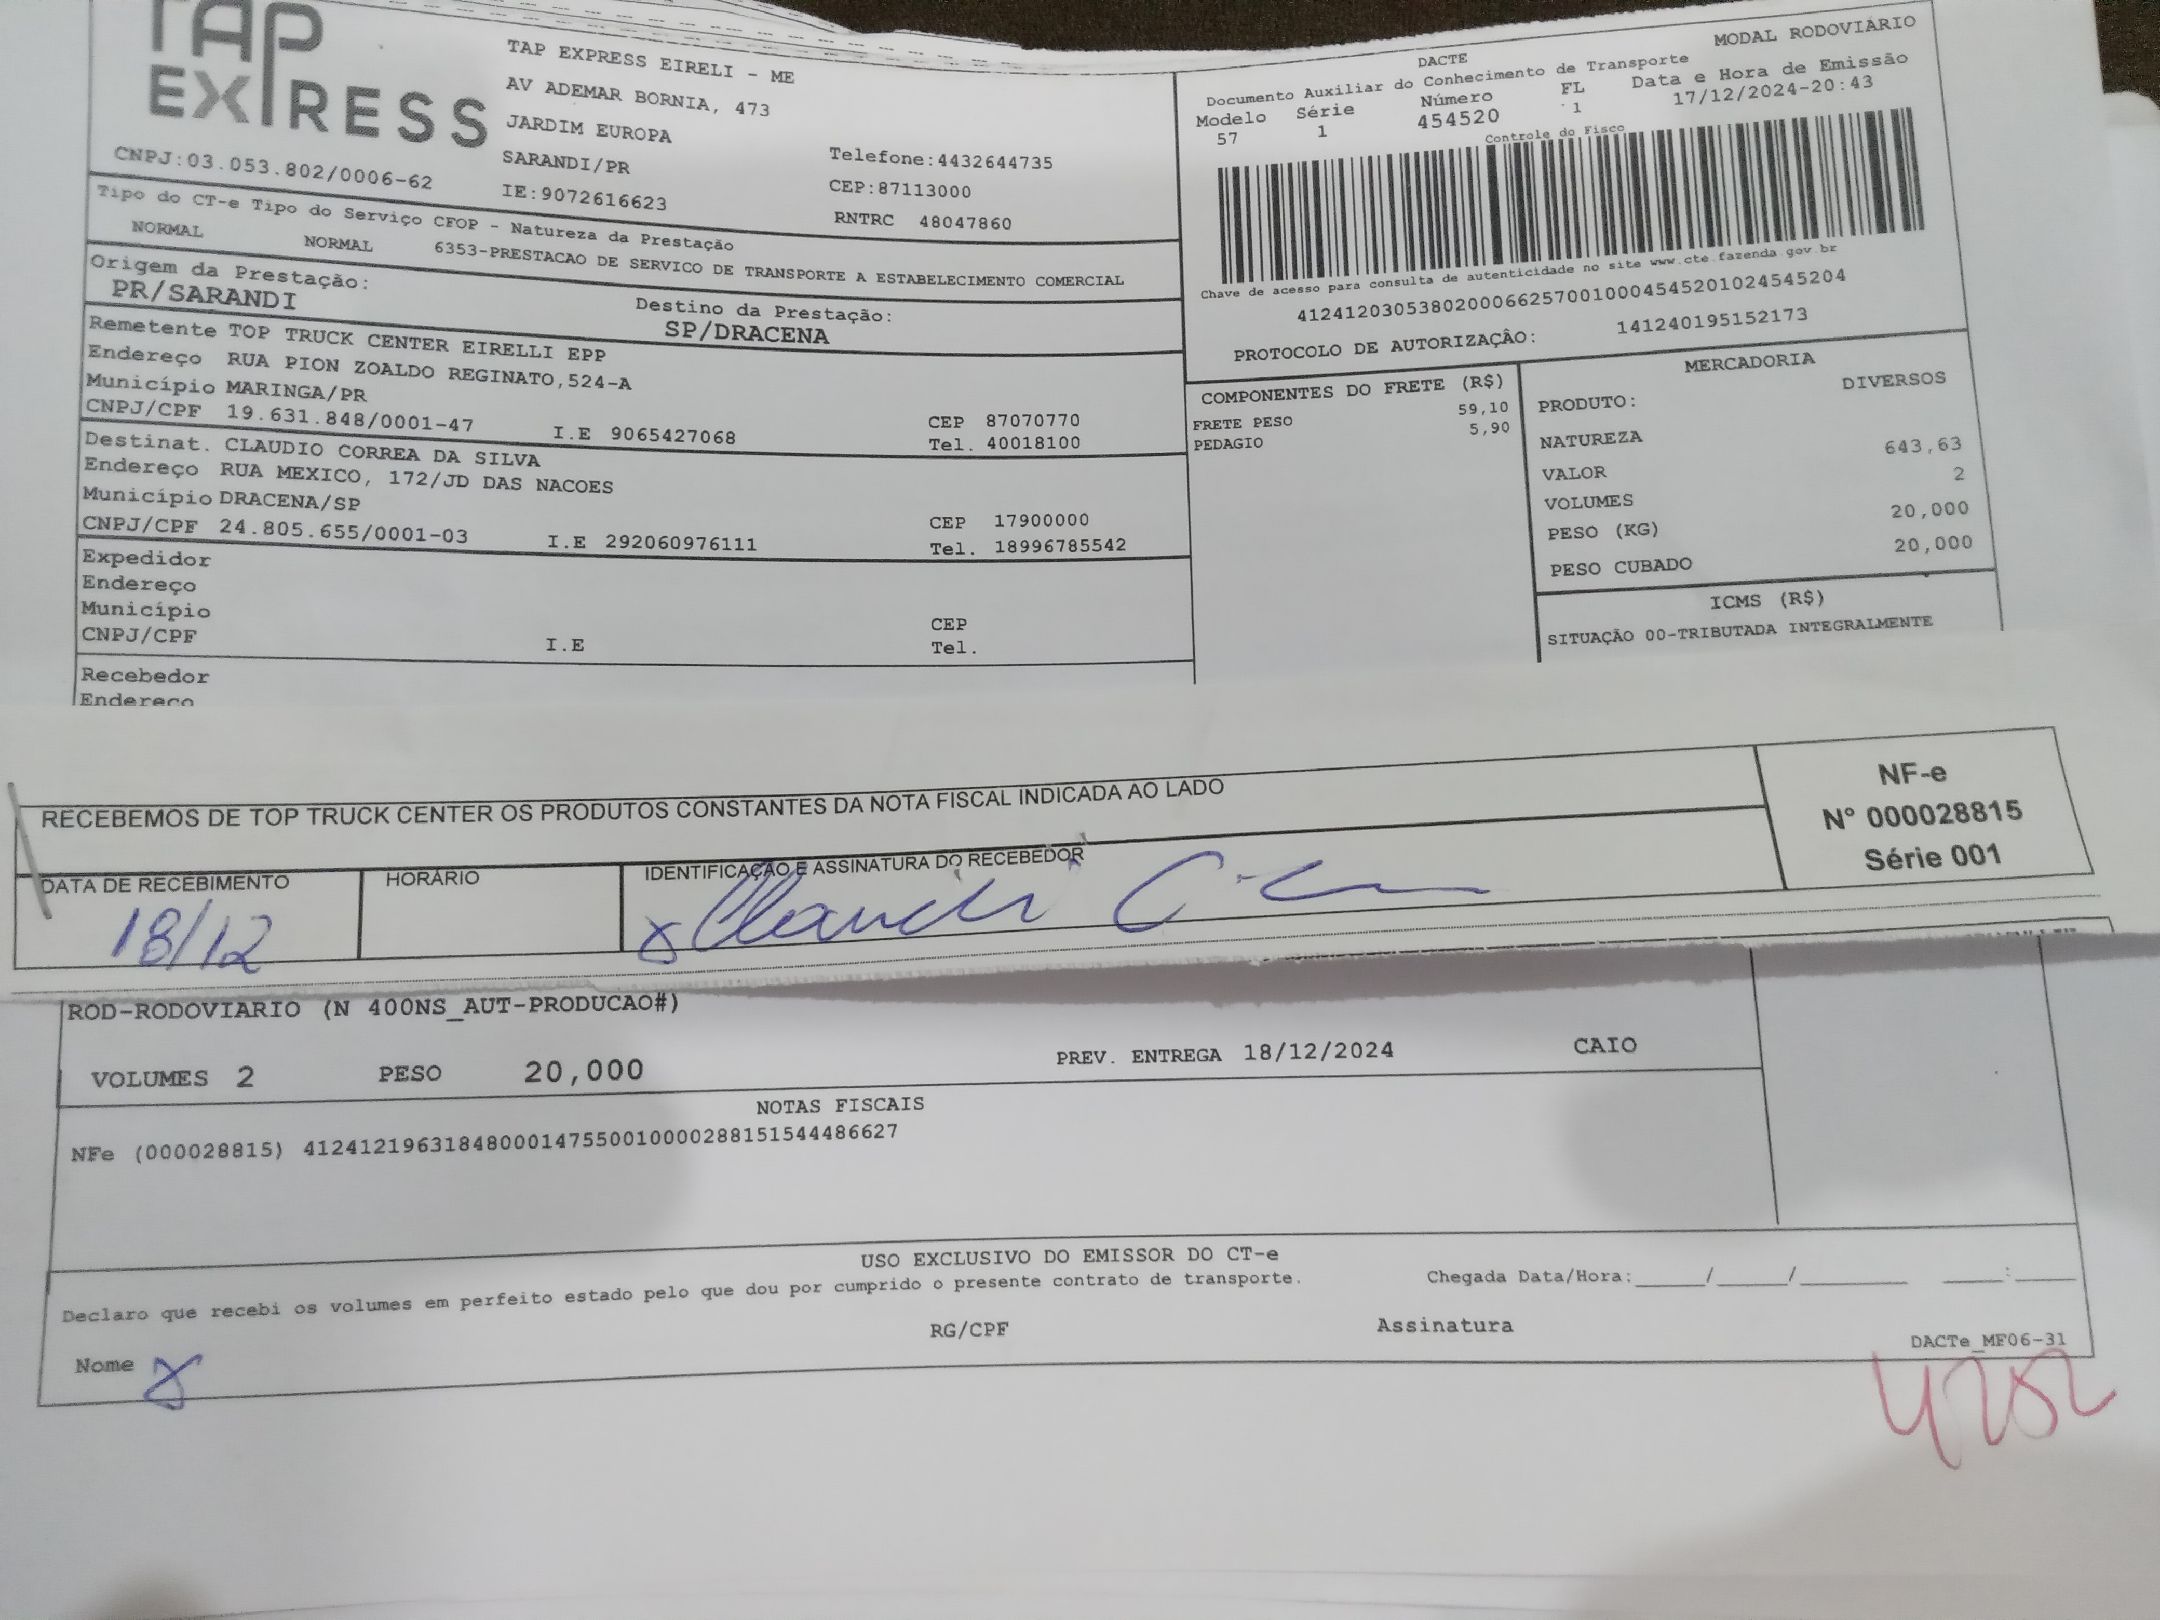 TAP
EXPRESS
CNPJ:03.053.802/0006-62
TAP EXPRESS EIRELI - ME
AV ADEMAR BORNIA, 473
JARDIM EUROPA
SARANDI/PR
IE:9072616623
Telefone:4432644735
CEP:87113000
RNTRC 48047860
Tipo do CT-e Tipo do Serviço CFOP - Natureza da Prestação
NORMAL NORMAL 6353-PRESTACAO DE SERVICO DE TRANSPORTE A ESTABELECIMENTO COMERCIAL
Origem da Prestação:
PR/SARANDI
Destino da Prestação:
SP/DRACENA
Remetente TOP TRUCK CENTER EIRELLI EPP
Endereço RUA PION ZOALDO REGINATO,524-A
Município MARINGA/PR
CEP 87070770
CNPJ/CPF 19.631.848/0001-47 I.E 9065427068 Tel. 40018100
Destinat. CLAUDIO CORREA DA SILVA
Endereço RUA MEXICO, 172/JD DAS NACOES
Município DRACENA/SP
CEP 17900000
CNPJ/CPF 24.805.655/0001-03 I.E 292060976111 Tel. 18996785542
Expedidor
Endereço
Município CEP
CNPJ/CPF I.E Tel.
Recebedor
Endereço
DACTE
MODAL RODOVIÁRIO
Documento Auxiliar do Conhecimento de Transporte
Modelo Série Número FL Data e Hora de Emissão
57 1 454520 1 17/12/2024-20:43
Controle do Fisco
Chave de acesso para consulta de autenticidade no site www.cte.fazenda.gov.br
41241203053802000662570010004545201024545204
PROTOCOLO DE AUTORIZAÇÃO: 141240195152173
COMPONENTES DO FRETE (R$)
FRETE PESO 59,10
PEDAGIO 5,90
MERCADORIA
PRODUTO: DIVERSOS
NATUREZA
VALOR 643,63
VOLUMES 2
PESO (KG) 20,000
PESO CUBADO 20,000
ICMS (R$)
SITUAÇÃO 00-TRIBUTADA INTEGRALMENTE
RECEBEMOS DE TOP TRUCK CENTER OS PRODUTOS CONSTANTES DA NOTA FISCAL INDICADA AO LADO
NF-e
Nº 000028815
Série 001
DATA DE RECEBIMENTO HORÁRIO IDENTIFICAÇÃO E ASSINATURA DO RECEBEDOR
18/12
ROD-RODOVIARIO (N 400NS_AUT-PRODUCAO#)
VOLUMES 2 PESO 20,000 PREV. ENTREGA 18/12/2024 CAIO
NOTAS FISCAIS
NFe (000028815) 41241219631848000147550010000288151544486627
USO EXCLUSIVO DO EMISSOR DO CT-e
Declaro que recebi os volumes em perfeito estado pelo que dou por cumprido o presente contrato de transporte. Chegada Data/Hora:_____/_____/________ _____:_____
Nome RG/CPF Assinatura
DACTe_MF06-31